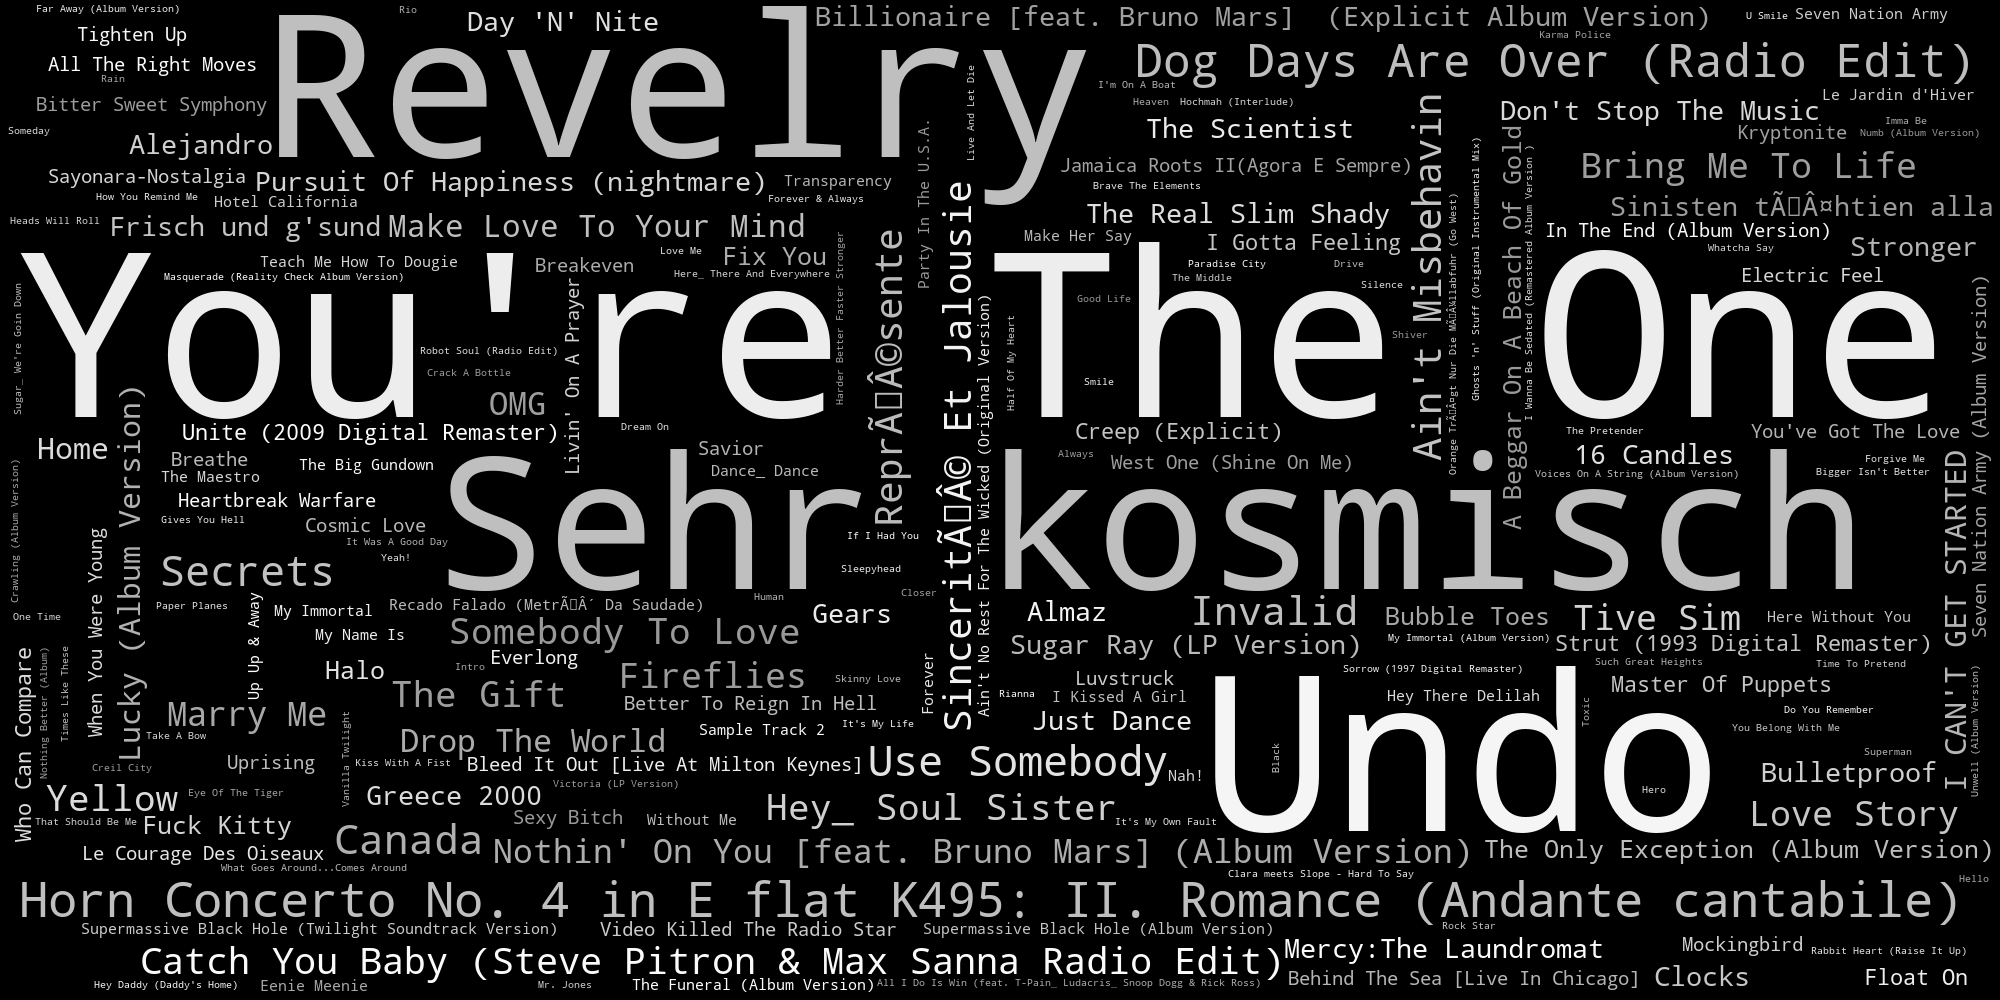 Far Away (Album Version)
Rio
Day 'N' Nite
Billionaire [feat. Bruno Mars]  (Explicit Album Version)
U Smile
Seven Nation Army
Tighten Up
Revelry
Karma Police
All The Right Moves
Dog Days Are Over (Radio Edit)
Rain
I'm On A Boat
Bitter Sweet Symphony
Heaven
Hochmah (Interlude)
Don't Stop The Music
Le Jardin d'Hiver
Someday
Alejandro
Live And Let Die
The Scientist
Imma Be
Kryptonite
Numb (Album Version)
Sayonara-Nostalgia
Pursuit Of Happiness (nightmare)
Transparency
Party In The U.S.A.
Jamaica Roots II(Agora E Sempre)
Bring Me To Life
How You Remind Me
Hotel California
Forever & Always
Brave The Elements
Heads Will Roll
Frisch und g'sund
Make Love To Your Mind
The Real Slim Shady
Sinisten tÃ�Â¤htien alla
Make Her Say
I Gotta Feeling
In The End (Album Version)
Whatcha Say
Stronger
Teach Me How To Dougie
Love Me
Fix You
Masquerade (Reality Check Album Version)
Breakeven
Here_ There And Everywhere
Paradise City
Drive
The Middle
Silence
Electric Feel
You're The One
Sugar_ We're Goin Down
Harder Better Faster Stronger
ReprÃ�Â©sente
SinceritÃ�Â© Et Jalousie
Ain't No Rest For The Wicked (Original Version)
Half Of My Heart
Good Life
Shiver
Ain't Misbehavin
Orange TrÃ�Â¤gt Nur Die MÃ�Â¼llabfuhr (Go West)
Ghosts 'n' Stuff (Original Instrumental Mix)
A Beggar On A Beach Of Gold
I Wanna Be Sedated (Remastered Album Version )
Seven Nation Army (Album Version)
Robot Soul (Radio Edit)
Livin' On A Prayer
Crack A Bottle
Smile
OMG
Unite (2009 Digital Remaster)
Dream On
Creep (Explicit)
The Pretender
You've Got The Love
Home
Lucky (Album Version)
Breathe
The Big Gundown
Savior
Always
West One (Shine On Me)
16 Candles
Forgive Me
The Maestro
Dance_ Dance
Voices On A String (Album Version)
Bigger Isn't Better
Sehr kosmisch
Crawling (Album Version)
Heartbreak Warfare
Gives You Hell
Cosmic Love
It Was A Good Day
Yeah!
If I Had You
Sleepyhead
I CAN'T GET STARTED
When You Were Young
Secrets
Closer
Human
One Time
Paper Planes
Up Up & Away
My Immortal
Recado Falado (MetrÃ�Â´ Da Saudade)
Gears
Almaz
Invalid
Bubble Toes
Tive Sim
Here Without You
My Name Is
Somebody To Love
Sugar Ray (LP Version)
My Immortal (Album Version)
Strut (1993 Digital Remaster)
Who Can Compare
Nothing Better (Album)
Times Like These
Halo
Intro
Everlong
Fireflies
Skinny Love
Forever
Luvstruck
Sorrow (1997 Digital Remaster)
Such Great Heights
Time To Pretend
The Gift
Better To Reign In Hell
Rianna
I Kissed A Girl
Undo
Hey There Delilah
Toxic
Master Of Puppets
Unwell (Album Version)
Marry Me
Vanilla Twilight
Sample Track 2
It's My Life
Just Dance
Do You Remember
Take A Bow
Drop The World
You Belong With Me
Creil City
Uprising
Kiss With A Fist
Bleed It Out [Live At Milton Keynes]
Use Somebody
Nah!
Black
Superman
Bulletproof
Yellow
Eye Of The Tiger
Greece 2000
Victoria (LP Version)
Hero
That Should Be Me
Fuck Kitty
Sexy Bitch
Without Me
Hey_ Soul Sister
It's My Own Fault
Love Story
Le Courage Des Oiseaux
Canada
Nothin' On You [feat. Bruno Mars] (Album Version)
The Only Exception (Album Version)
What Goes Around...Comes Around
Clara meets Slope - Hard To Say
Hello
Horn Concerto No. 4 in E flat K495: II. Romance (Andante cantabile)
Supermassive Black Hole (Twilight Soundtrack Version)
Video Killed The Radio Star
Supermassive Black Hole (Album Version)
Rock Star
Catch You Baby (Steve Pitron & Max Sanna Radio Edit)
Mercy:The Laundromat
Mockingbird
Rabbit Heart (Raise It Up)
Hey Daddy (Daddy's Home)
Eenie Meenie
Mr. Jones
The Funeral (Album Version)
All I Do Is Win (feat. T-Pain_ Ludacris_ Snoop Dogg & Rick Ross)
Behind The Sea [Live In Chicago]
Clocks
Float On